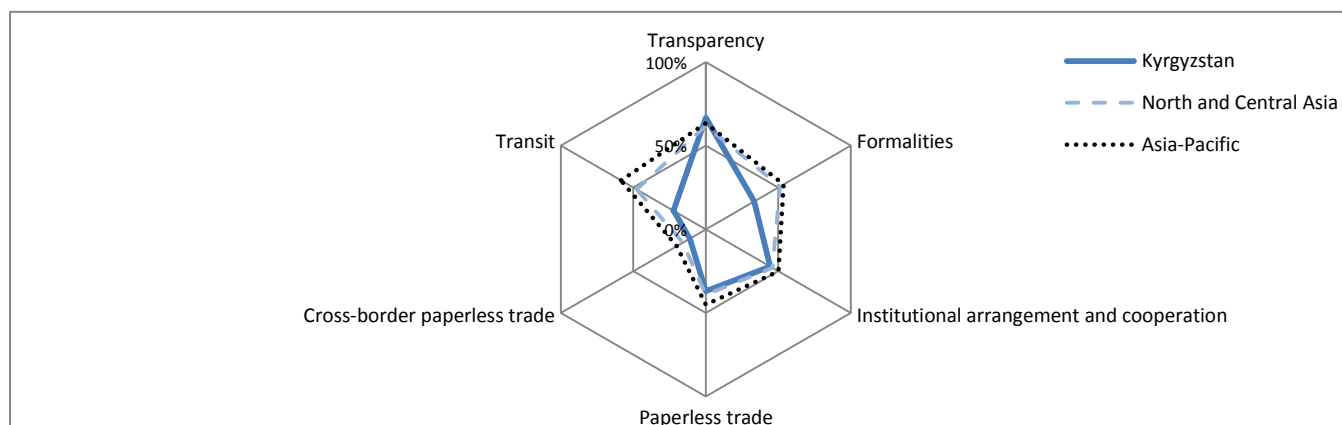 Transparency
100%
Kyrgyzstan
North and Central Asia
Asia-Pacific
Transit
50%
Formalities
0%
Cross-border paperless trade
Institutional arrangement and cooperation
Paperless trade